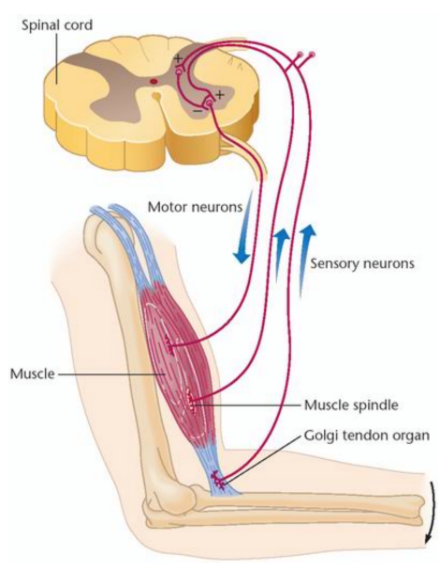 Spinal cord
+
+
−
Motor neurons
Sensory neurons
Muscle
Muscle spindle
Golgi tendon organ